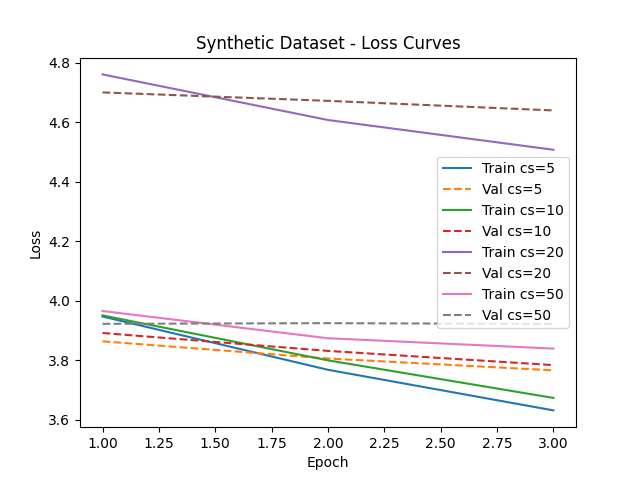 Synthetic Dataset - Loss Curves
4.8
4.6
4.4
4.2
4.0
3.8
3.6
Loss
Train cs=5
Val cs=5
Train cs=10
Val cs=10
Train cs=20
Val cs=20
Train cs=50
Val cs=50
1.00 1.25 1.50 1.75 2.00 2.25 2.50 2.75 3.00
Epoch